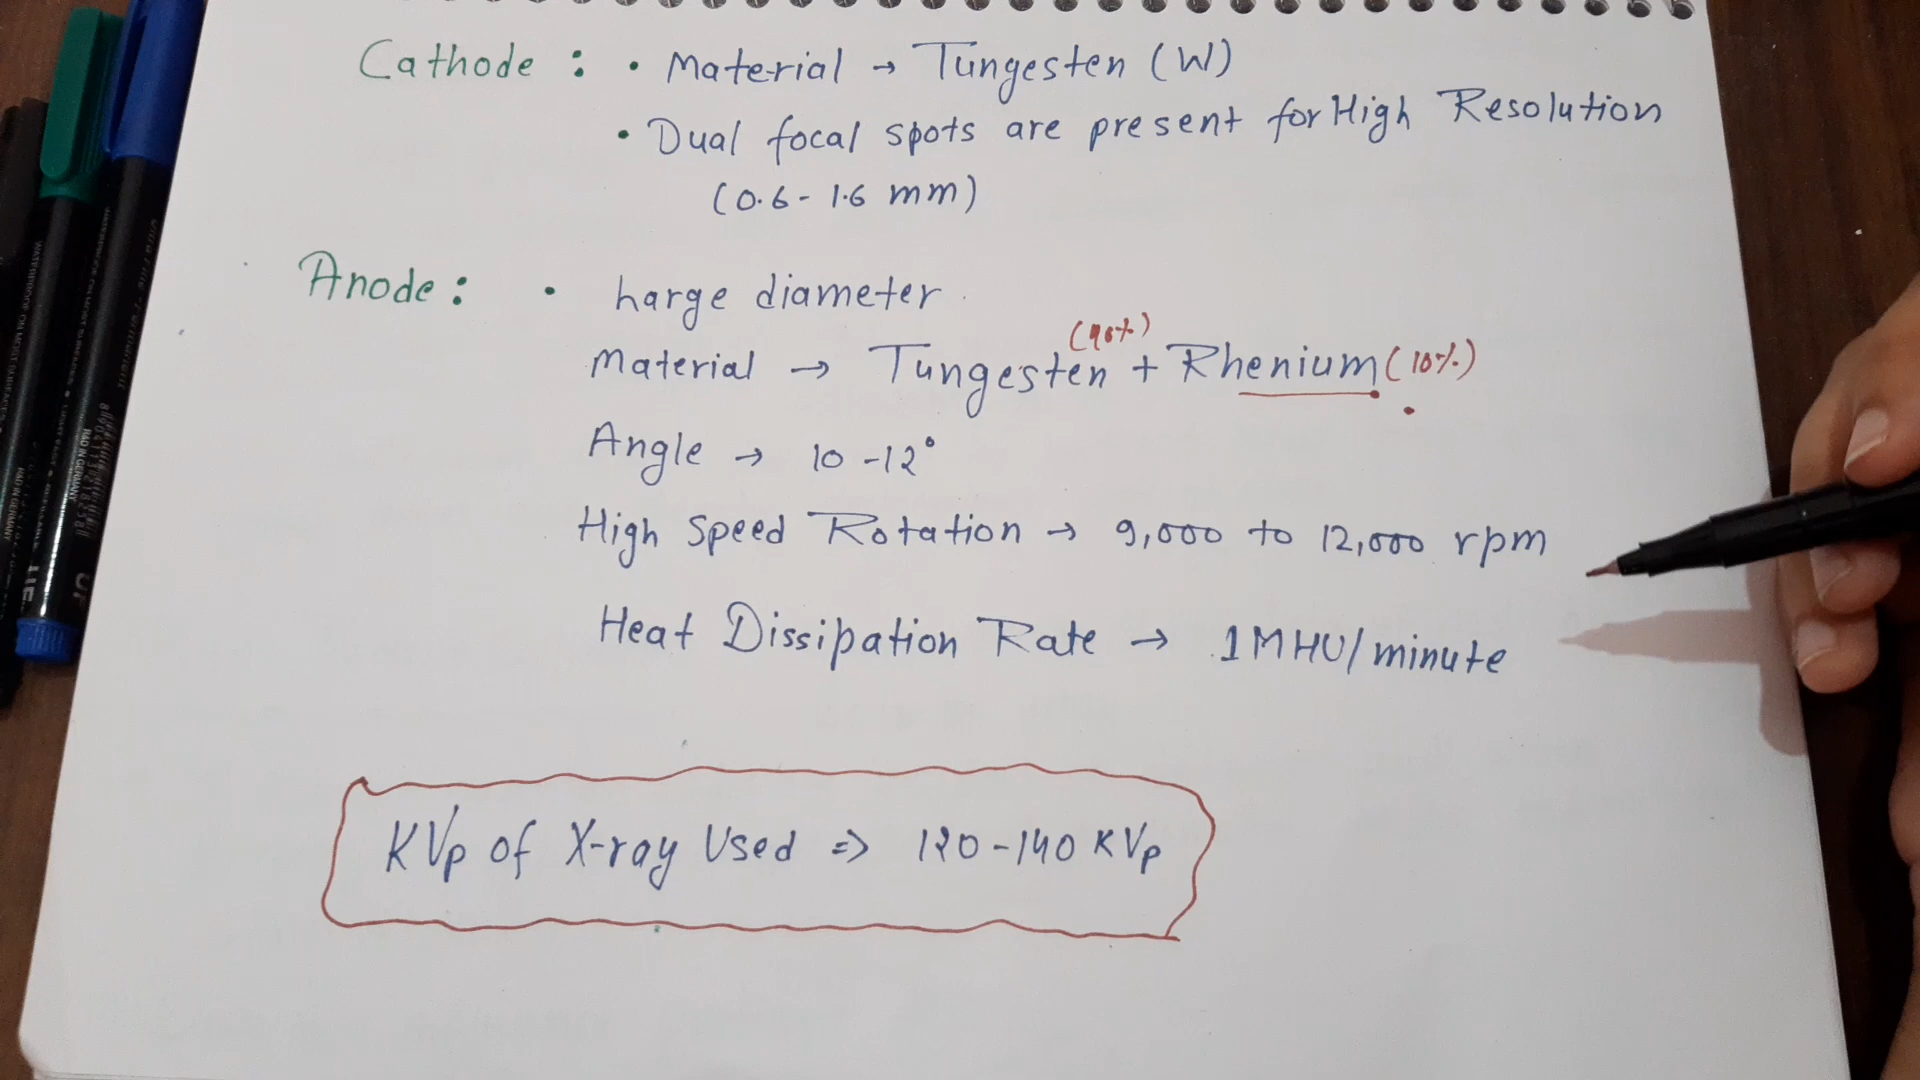 Cathode : • Material → Tungesten (W)
• Dual focal spots are present for High Resolution
(0.6 - 1.6 mm)
Anode : • Large diameter
Material → Tungesten (90%) + Rhenium (10%)
Angle → 10 - 12°
High Speed Rotation → 9,000 to 12,000 rpm
Heat Dissipation Rate → 1 MHU/minute
KVp of X-ray Used ⇒ 120 - 140 KVp